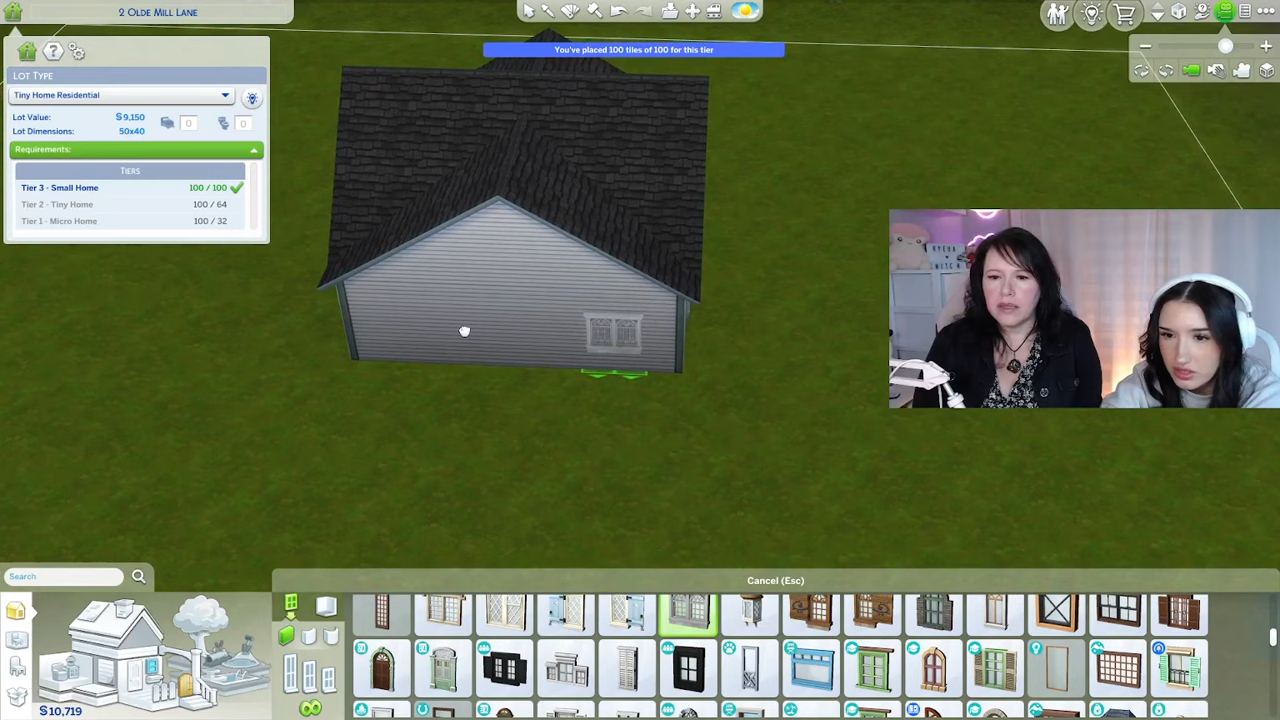 2 Olde Mill Lane
You've placed 100 tiles of 100 for this tier
Lot Type
Tiny Home Residential
Lot Value: §9,150
0
0
Lot Dimensions: 50x40
Requirements:
Tiers
Tier 3 - Small Home 100 / 100
Tier 2 - Tiny Home 100 / 64
Tier 1 - Micro Home 100 / 32
Search
Cancel (Esc)
§10,719